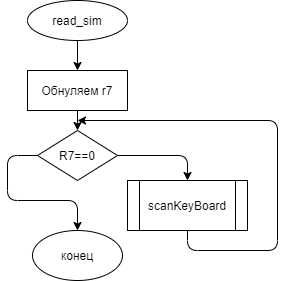 read_sim
Обнуляем r7
R7==0
scanKeyBoard
конец